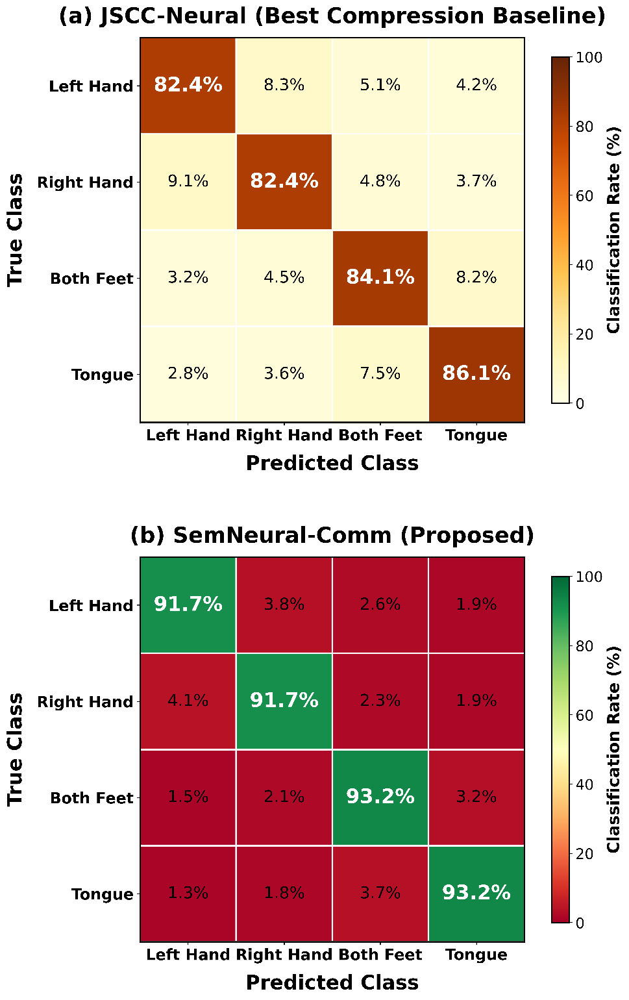 (a) JSCC-Neural (Best Compression Baseline)
True Class
Left Hand 82.4% 8.3% 5.1% 4.2%
Right Hand 9.1% 82.4% 4.8% 3.7%
Both Feet 3.2% 4.5% 84.1% 8.2%
Tongue 2.8% 3.6% 7.5% 86.1%
Left Hand Right Hand Both Feet Tongue
Predicted Class
100
80
60
40
20
0
Classification Rate (%)
(b) SemNeural-Comm (Proposed)
True Class
Left Hand 91.7% 3.8% 2.6% 1.9%
Right Hand 4.1% 91.7% 2.3% 1.9%
Both Feet 1.5% 2.1% 93.2% 3.2%
Tongue 1.3% 1.8% 3.7% 93.2%
Left Hand Right Hand Both Feet Tongue
Predicted Class
100
80
60
40
20
0
Classification Rate (%)